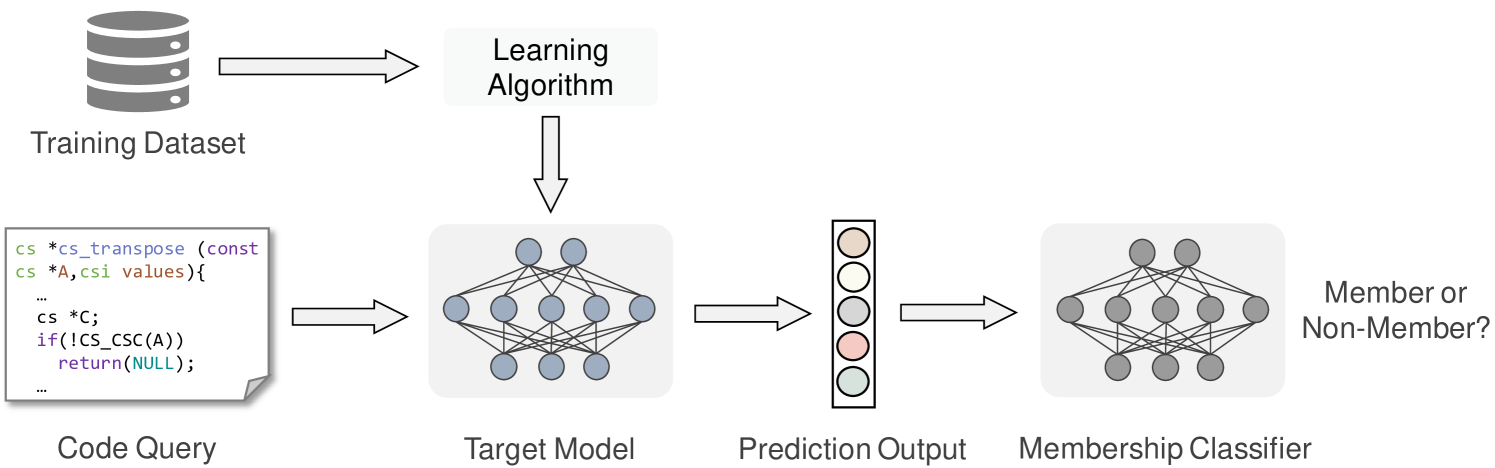 Learning
Algorithm
Training Dataset
cs *cs_transpose (const
cs *A,csi values){
…
cs *C;
if(!CS_CSC(A))
return(NULL);
…
Member or
Non-Member?
Code Query
Target Model
Prediction Output
Membership Classifier